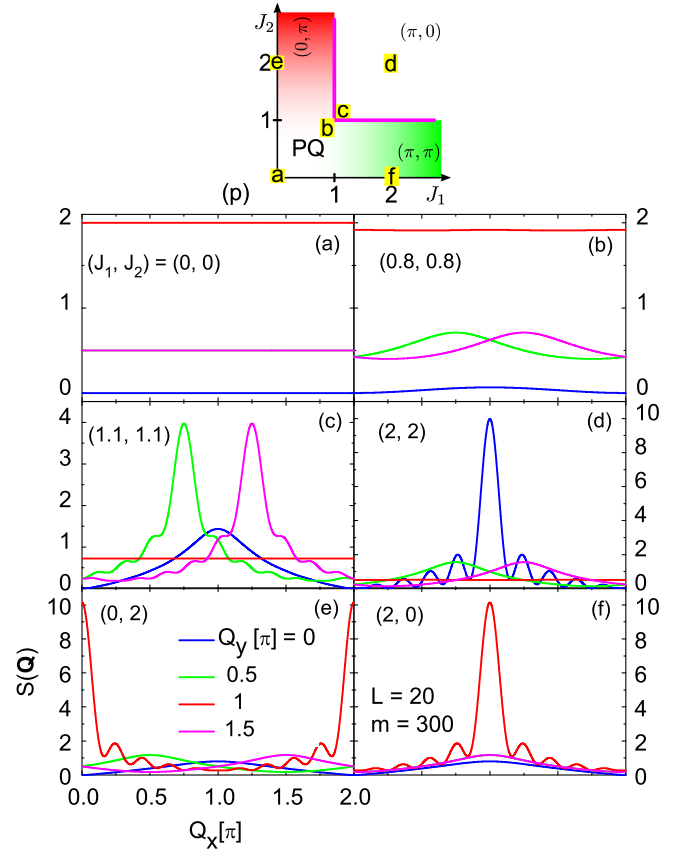 J₂
(0, π)
(π, 0)
2 e d
c
1
b
PQ
(π, π)
a f
(p) 1 2 J₁
2 (a) (b) 2
(J₁, J₂) = (0, 0) (0.8, 0.8)
1 1
0 0
4 (c) (d) 10
(1.1, 1.1) (2, 2)
3 8
6
2
4
1
2
0 0
10 (0, 2) (e) (2, 0) (f) 10
8 Q_y [π] = 0 8
6 0.5 6
S(Q)
4 1 L = 20 4
2 1.5 m = 300 2
0 0
0.0 0.5 1.0 1.5 2.0
Qₓ[π]